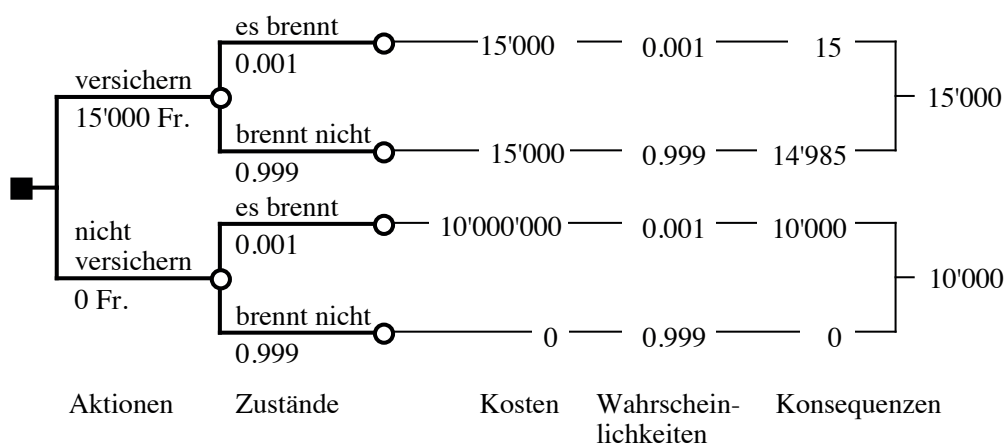 es brennt
0.001
15'000 0.001 15
versichern
15'000 Fr.
15'000
brennt nicht
0.999
15'000 0.999 14'985
es brennt
0.001
10'000'000 0.001 10'000
nicht
versichern
0 Fr.
10'000
brennt nicht
0.999
0 0.999 0
Aktionen Zustände Kosten Wahrschein- Konsequenzen
lichkeiten